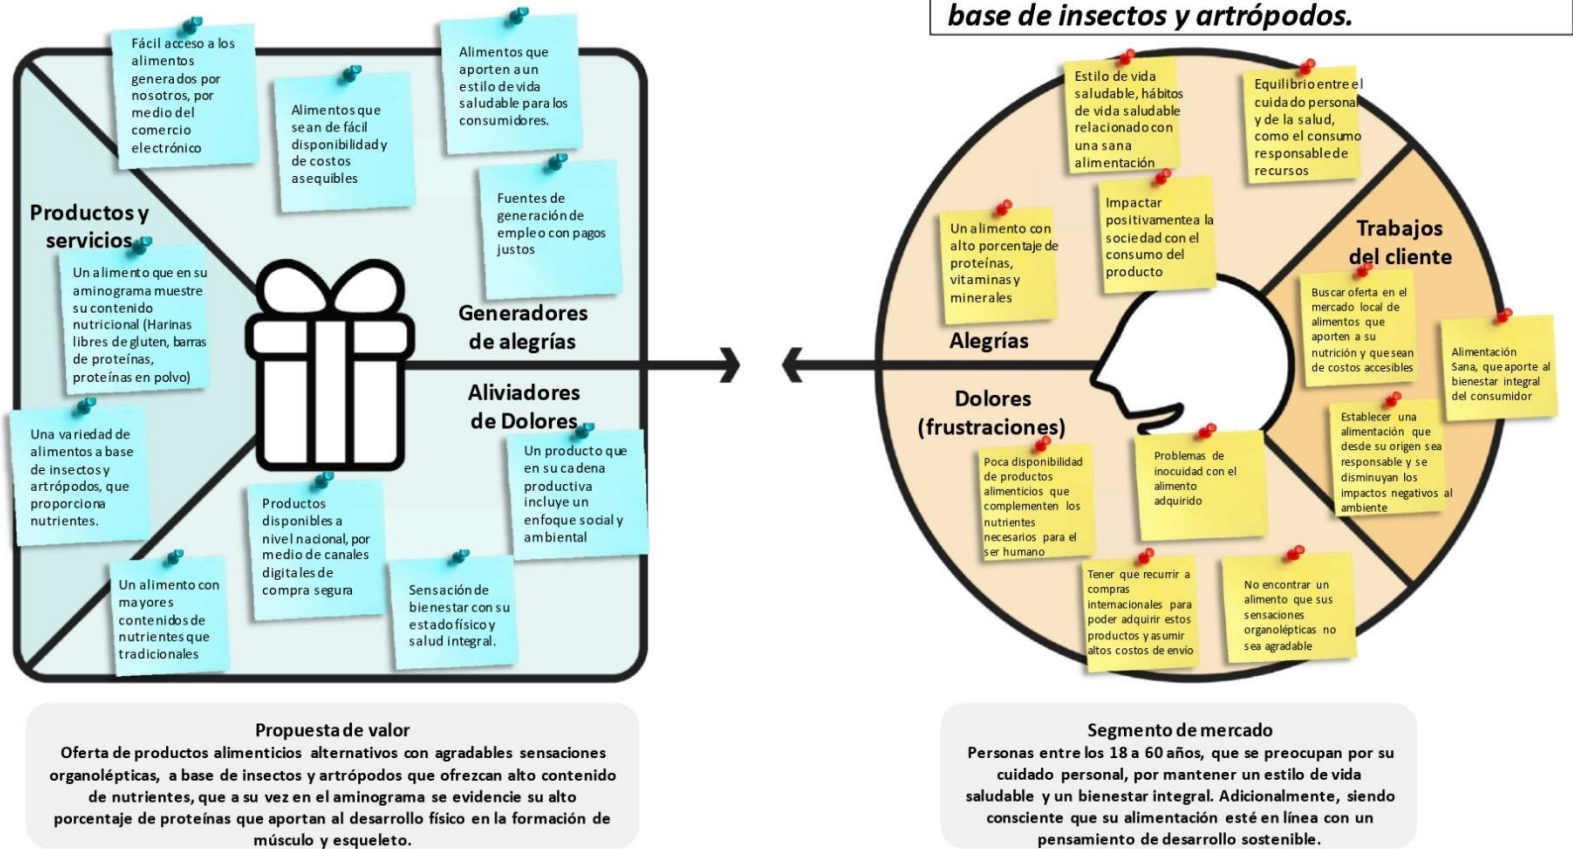 base de insectos y artrópodos.
Fácil acceso a los
alimentos
generados por
nosotros, por
medio del
comercio
electrónico
Alimentos que
sean de fácil
disponibilidad y
de costos
asequibles
Alimentos que
aporten a un
estilo de vida
saludable para los
consumidores.
Fuentes de
generación de
empleo con pagos
justos
Productos y
servicios
Un alimento que en su
aminograma muestre
su contenido
nutricional (Harinas
libres de gluten, barras
de proteínas,
proteínas en polvo)
Generadores
de alegrías
Aliviadores
de Dolores
Una variedad de
alimentos a base
de insectos y
artrópodos, que
proporciona
nutrientes.
Un alimento con
mayores
contenidos de
nutrientes que
tradicionales
Productos
disponibles a
nivel nacional, por
medio de canales
digitales de
compra segura
Sensación de
bienestar con su
estado físico y
salud integral.
Un producto que
en su cadena
productiva
incluye un
enfoque social y
ambiental
Propuesta de valor
Oferta de productos alimenticios alternativos con agradables sensaciones
organolépticas, a base de insectos y artrópodos que ofrezcan alto contenido
de nutrientes, que a su vez en el aminograma se evidencie su alto
porcentaje de proteínas que aportan al desarrollo físico en la formación de
músculo y esqueleto.
Estilo de vida
saludable, hábitos
de vida saludable
relacionado con
una sana
alimentación
Equilibrio entre el
cuidado personal
y de la salud,
como el consumo
responsable de
recursos
Un alimento con
alto porcentaje de
proteínas,
vitaminas y
minerales
Impactar
positivamente a la
sociedad con el
consumo del
producto
Alegrías
Trabajos
del cliente
Buscar oferta en el
mercado local de
alimentos que
aporten a su
nutrición y que sean
de costos accesibles
Alimentación
Sana, que aporte al
bienestar integral
del consumidor
Establecer una
alimentación que
desde su origen sea
responsable y se
disminuyan los
impactos negativos al
ambiente
Dolores
(frustraciones)
Poca disponibilidad
de productos
alimenticios que
complementen los
nutrientes
necesarios para el
ser humano
Problemas de
inocuidad con el
alimento
adquirido
Tener que recurrir a
compras
internacionales para
poder adquirir estos
productos y asumir
altos costos de envío
No encontrar un
alimento que sus
sensaciones
organolépticas no
sea agradable
Segmento de mercado
Personas entre los 18 a 60 años, que se preocupan por su
cuidado personal, por mantener un estilo de vida
saludable y un bienestar integral. Adicionalmente, siendo
consciente que su alimentación esté en línea con un
pensamiento de desarrollo sostenible.